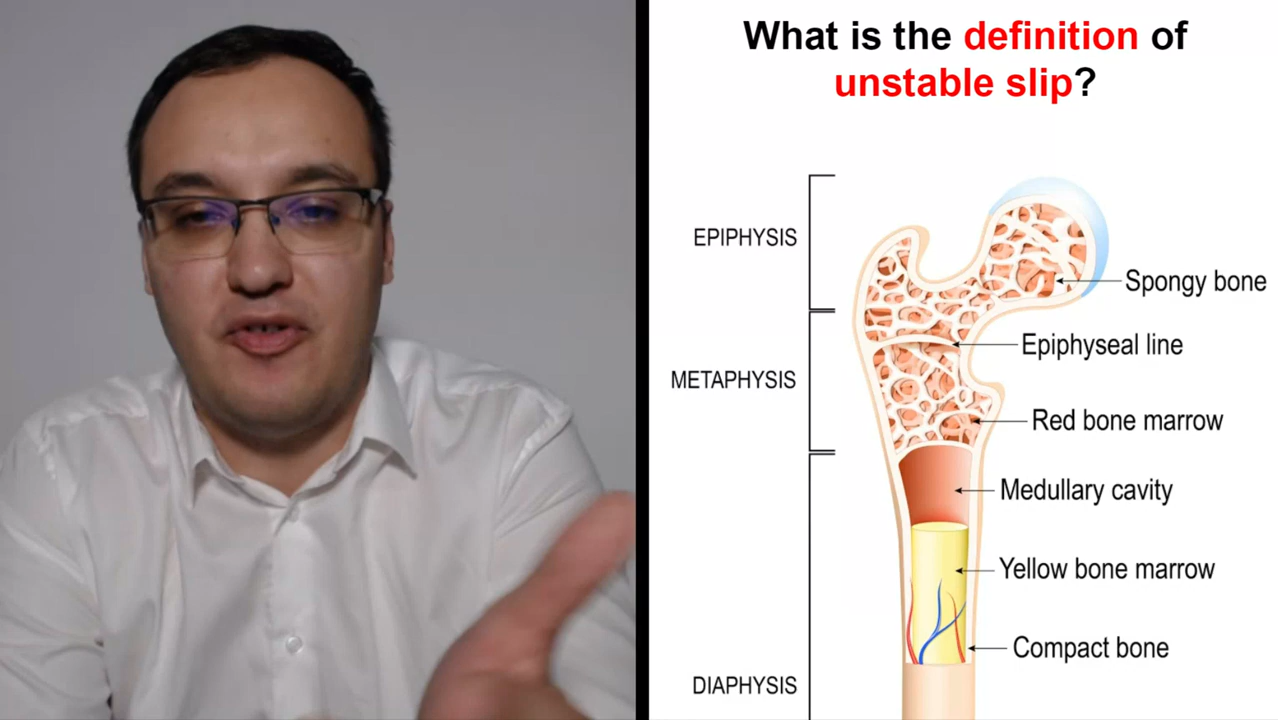 What is the definition of
unstable slip?
EPIPHYSIS
Spongy bone
Epiphyseal line
METAPHYSIS
Red bone marrow
Medullary cavity
Yellow bone marrow
Compact bone
DIAPHYSIS